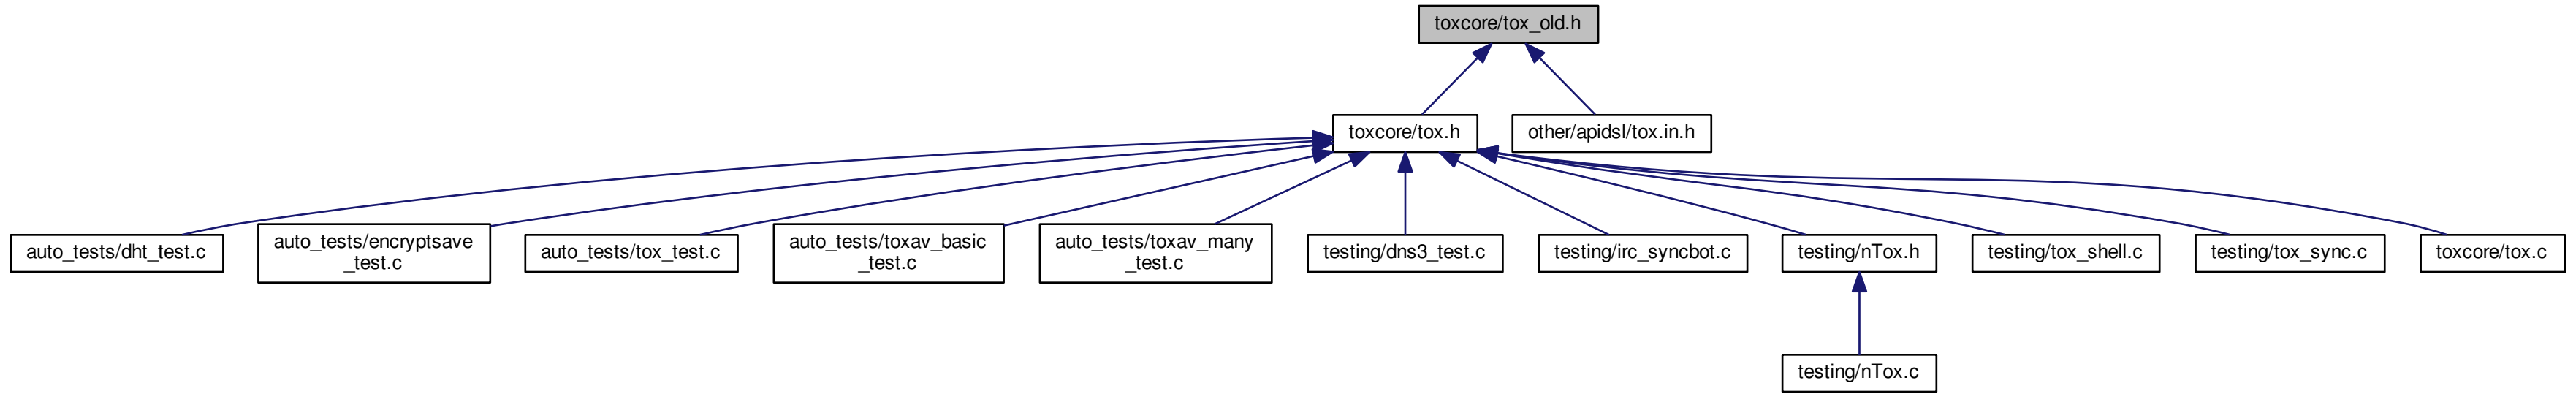 toxcore/tox_old.h
toxcore/tox.h
other/apidsl/tox.in.h
auto_tests/dht_test.c
auto_tests/encryptsave
_test.c
auto_tests/tox_test.c
auto_tests/toxav_basic
_test.c
auto_tests/toxav_many
_test.c
testing/dns3_test.c
testing/irc_syncbot.c
testing/nTox.h
testing/tox_shell.c
testing/tox_sync.c
toxcore/tox.c
testing/nTox.c